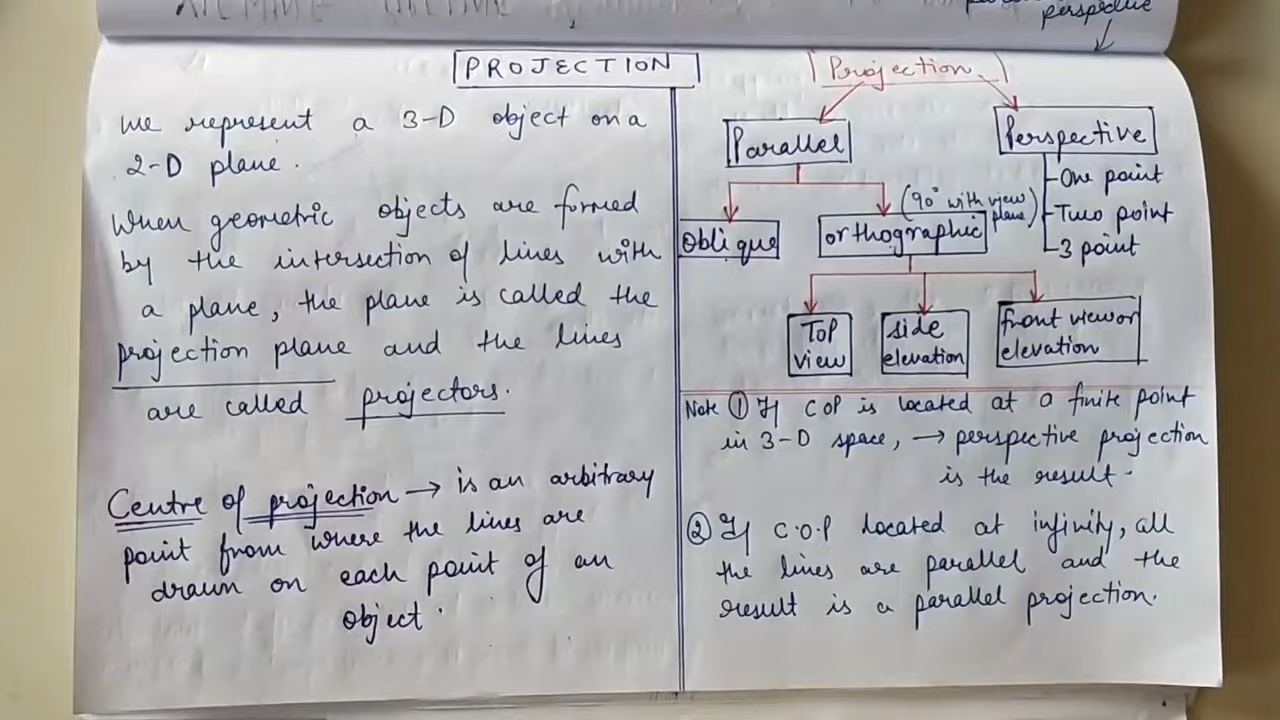 perspective
PROJECTION
We represent a 3-D object on a
2-D plane.
When geometric objects are formed
by the intersection of lines with
a plane, the plane is called the
projection plane and the lines
are called projectors.
Centre of projection → is an arbitrary
point from where the lines are
drawn on each point of an
object.
Projection
Parallel
Perspective
One point
Two point
3 point
Oblique
orthographic
(90° with view
plane)
Top
view
side
elevation
front view or
elevation
Note ① If COP is located at a finite point
in 3-D space, → perspective projection
is the result.
② If C.O.P located at infinity, all
the lines are parallel and the
result is a parallel projection.